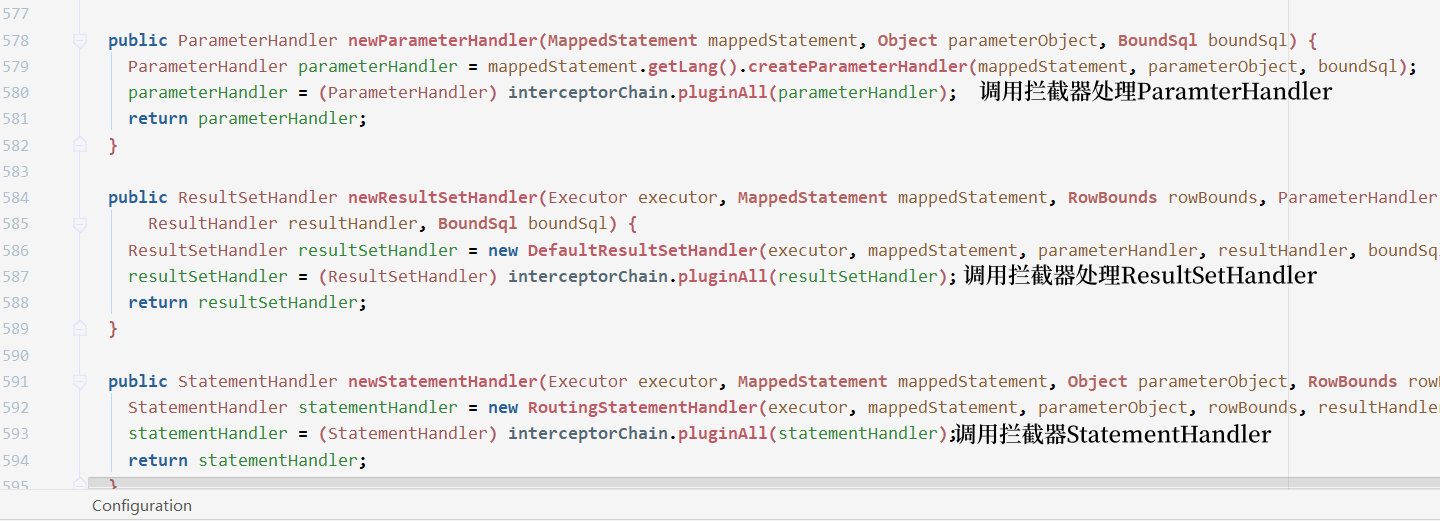 577
578 public ParameterHandler newParameterHandler(MappedStatement mappedStatement, Object parameterObject, BoundSql boundSql) {
579 ParameterHandler parameterHandler = mappedStatement.getLang().createParameterHandler(mappedStatement, parameterObject, boundSql);
580 parameterHandler = (ParameterHandler) interceptorChain.pluginAll(parameterHandler); 调用拦截器处理ParamterHandler
581 return parameterHandler;
582 }
583
584 public ResultSetHandler newResultSetHandler(Executor executor, MappedStatement mappedStatement, RowBounds rowBounds, ParameterHandler
585 ResultHandler resultHandler, BoundSql boundSql) {
586 ResultSetHandler resultSetHandler = new DefaultResultSetHandler(executor, mappedStatement, parameterHandler, resultHandler, boundSq
587 resultSetHandler = (ResultSetHandler) interceptorChain.pluginAll(resultSetHandler); 调用拦截器处理ResultSetHandler
588 return resultSetHandler;
589 }
590
591 public StatementHandler newStatementHandler(Executor executor, MappedStatement mappedStatement, Object parameterObject, RowBounds row
592 StatementHandler statementHandler = new RoutingStatementHandler(executor, mappedStatement, parameterObject, rowBounds, resultHandle
593 statementHandler = (StatementHandler) interceptorChain.pluginAll(statementHandler);调用拦截器StatementHandler
594 return statementHandler;
595 }
Configuration